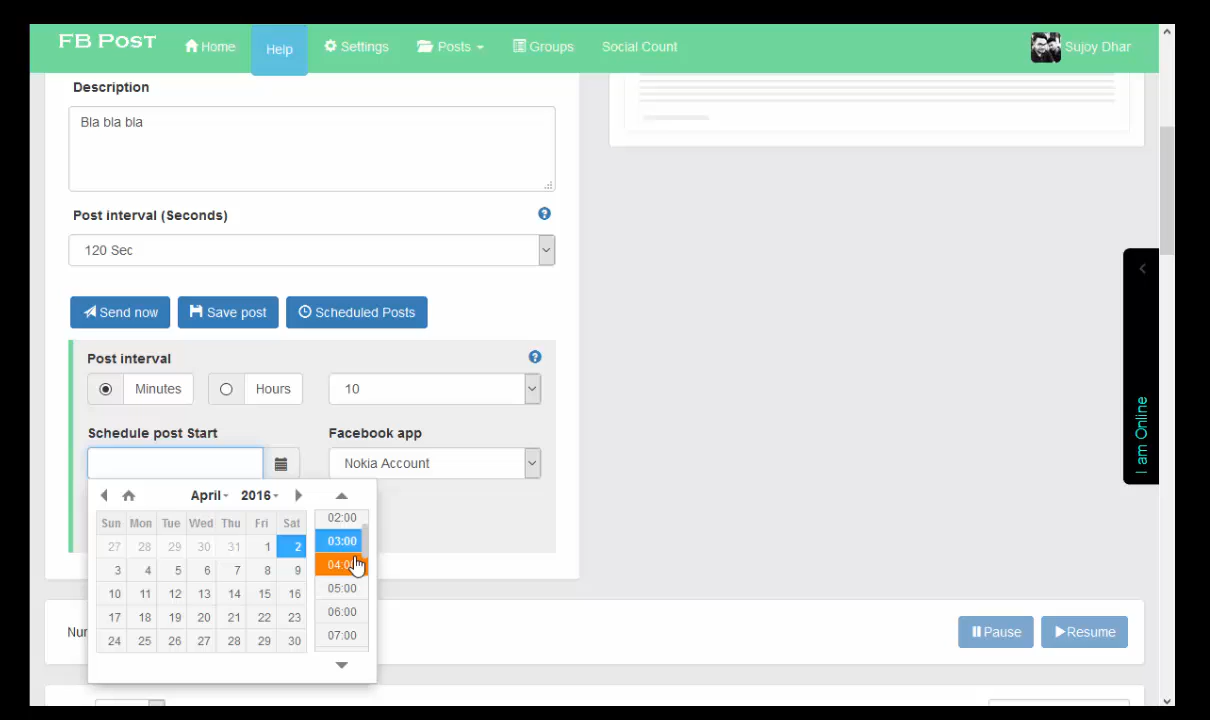 FB Post Home Help Settings Posts Groups Social Count Sujoy Dhar
Description
Bla bla bla
Post interval (Seconds)
120 Sec
Send now Save post Scheduled Posts
Post interval
Minutes Hours 10
Schedule post Start Facebook app
Nokia Account
April 2016
Sun Mon Tue Wed Thu Fri Sat
27 28 29 30 31 1 2
3 4 5 6 7 8 9
10 11 12 13 14 15 16
17 18 19 20 21 22 23
24 25 26 27 28 29 30
02:00
03:00
04:00
05:00
06:00
07:00
Pause Resume
I am Online